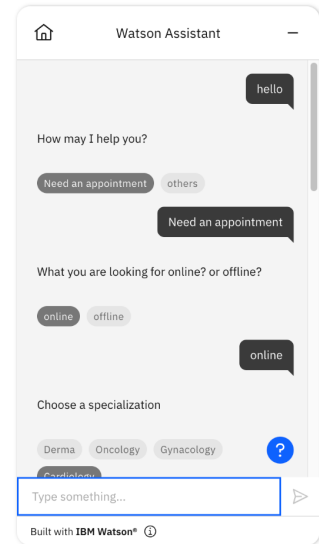 Watson Assistant
hello
How may I help you?
Need an appointment others
Need an appointment
What you are looking for online? or offline?
online offline
online
Choose a specialization
Derma Oncology Gynacology
?
Cardiology
Type something...
Built with IBM Watson®